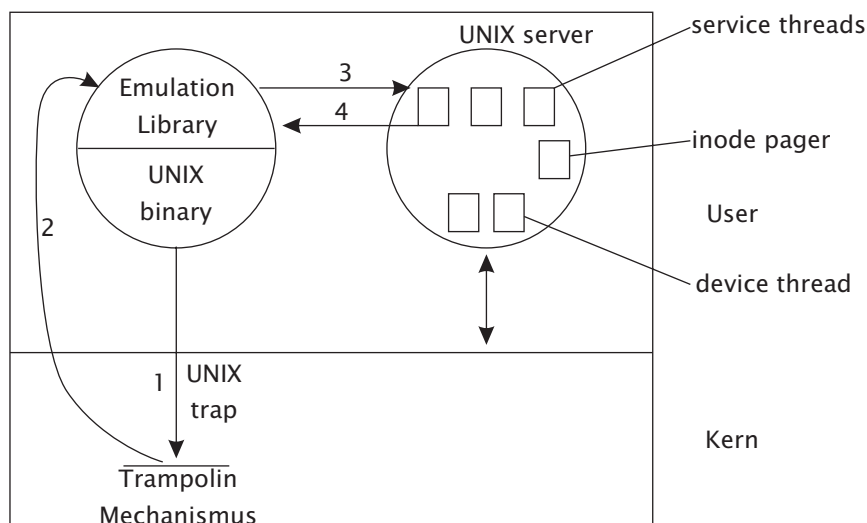 UNIX server
service threads
Emulation
Library
3
4
inode pager
UNIX
binary
2
User
device thread
1
UNIX
trap
Kern
Trampolin
Mechanismus